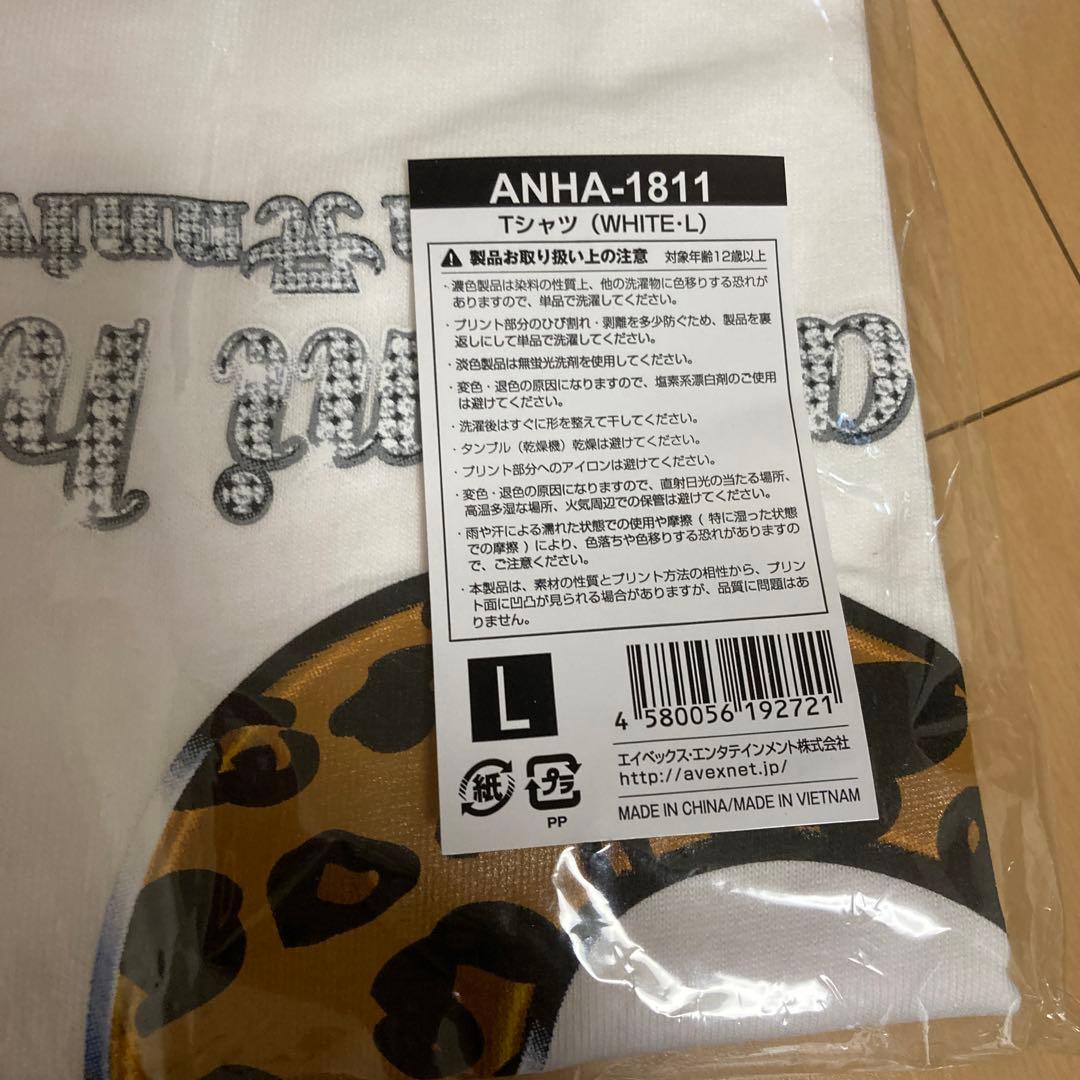 ANHA-1811
Tシャツ（WHITE・L）
製品お取り扱い上の注意 対象年齢12歳以上
・濃色製品は染料の性質上、他の洗濯物に色移りする恐れが
ありますので、単品で洗濯してください。
・プリント部分のひび割れ・剥離を多少防ぐため、製品を裏
返しにして単品で洗濯してください。
・淡色製品は無蛍光洗剤を使用してください。
・変色・退色の原因になりますので、塩素系漂白剤のご使用
は避けてください。
・洗濯後はすぐに形を整えて干してください。
・タンブル（乾燥機）乾燥は避けてください。
・プリント部分へのアイロンは避けてください。
・変色・退色の原因になりますので、直射日光の当たる場所、
高温多湿な場所、火気周辺での保管は避けてください。
・雨や汗による濡れた状態での使用や摩擦（特に湿った状態
での摩擦）により、色落ちや色移りする恐れがありますの
で、ご注意ください。
・本製品は、素材の性質とプリント方法の相性から、プリン
ト面に凹凸が見られる場合がありますが、品質に問題はあ
りません。
L
4 580056 192721
エイベックス・エンタテインメント株式会社
http://avexnet.jp/
紙
プラ
PP
MADE IN CHINA/MADE IN VIETNAM